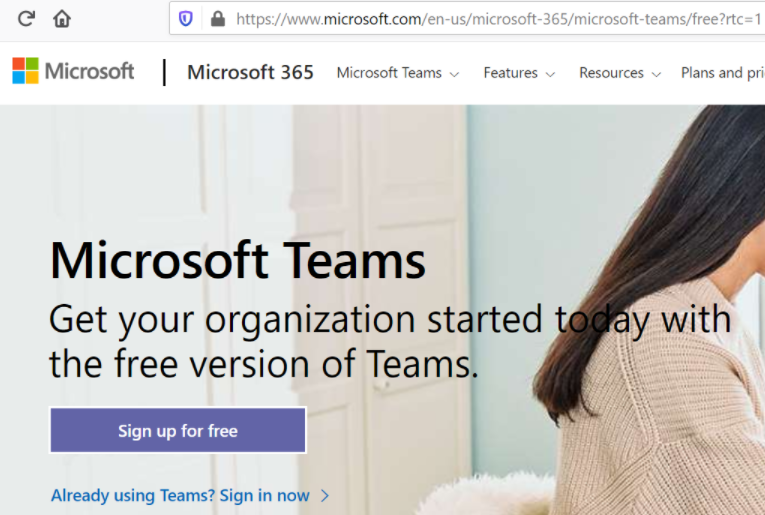 https://www.microsoft.com/en-us/microsoft-365/microsoft-teams/free?rtc=1
Microsoft | Microsoft 365 Microsoft Teams Features Resources Plans and pri
Microsoft Teams
Get your organization started today with
the free version of Teams.
Sign up for free
Already using Teams? Sign in now >